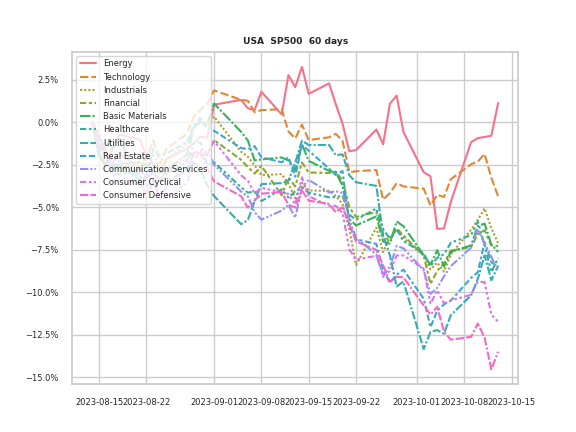 USA SP500 60 days
2.5%
0.0%
−2.5%
−5.0%
−7.5%
−10.0%
−12.5%
−15.0%
Energy
Technology
Industrials
Financial
Basic Materials
Healthcare
Utilities
Real Estate
Communication Services
Consumer Cyclical
Consumer Defensive
2023-08-15 2023-08-22 2023-09-01 2023-09-08 2023-09-15 2023-09-22 2023-10-01 2023-10-08 2023-10-15